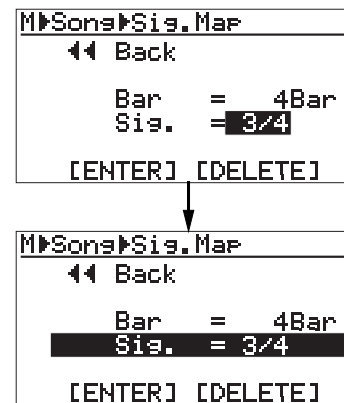 M▶Song▶Sig.Map
◀◀ Back
Bar = 4Bar
Sig. = 3/4
[ENTER] [DELETE]
M▶Song▶Sig.Map
◀◀ Back
Bar = 4Bar
Sig. = 3/4
[ENTER] [DELETE]